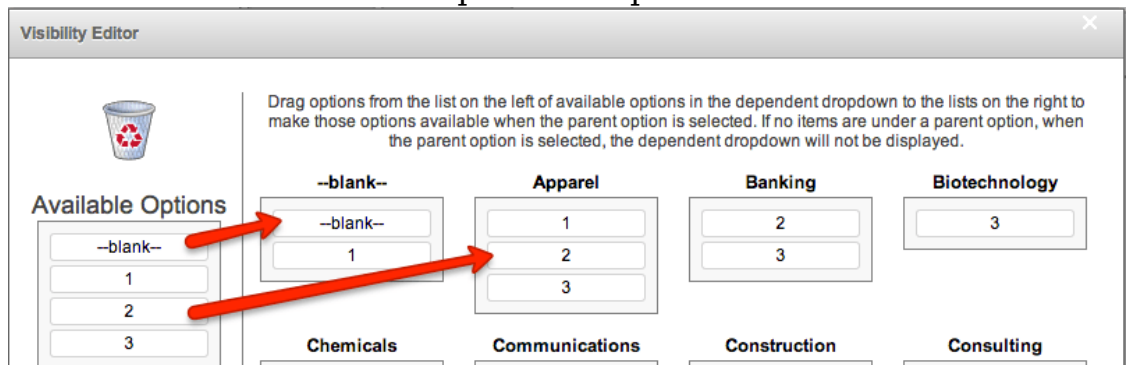 Visibility Editor
Drag options from the list on the left of available options in the dependent dropdown to the lists on the right to
make those options available when the parent option is selected. If no items are under a parent option, when
the parent option is selected, the dependent dropdown will not be displayed.
Available Options
--blank--
1
2
3
--blank--
--blank--
1
Apparel
1
2
3
Banking
2
3
Biotechnology
3
Chemicals
Communications
Construction
Consulting